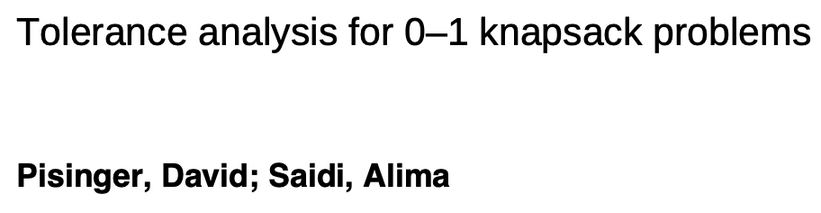 Tolerance analysis for 0–1 knapsack problems
Pisinger, David; Saidi, Alima